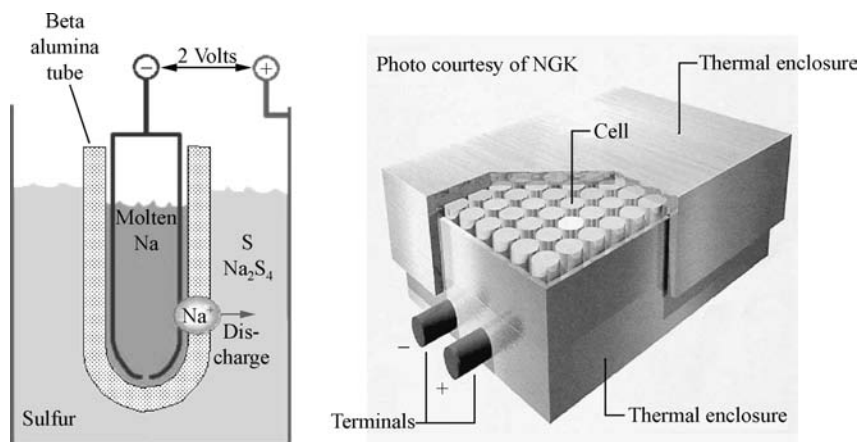 Beta
alumina
tube
−
2 Volts
+
Molten
Na
S
Na₂S₄
Na⁺
Dis-
charge
Sulfur
Photo courtesy of NGK
Thermal enclosure
Cell
−
+
Terminals
Thermal enclosure